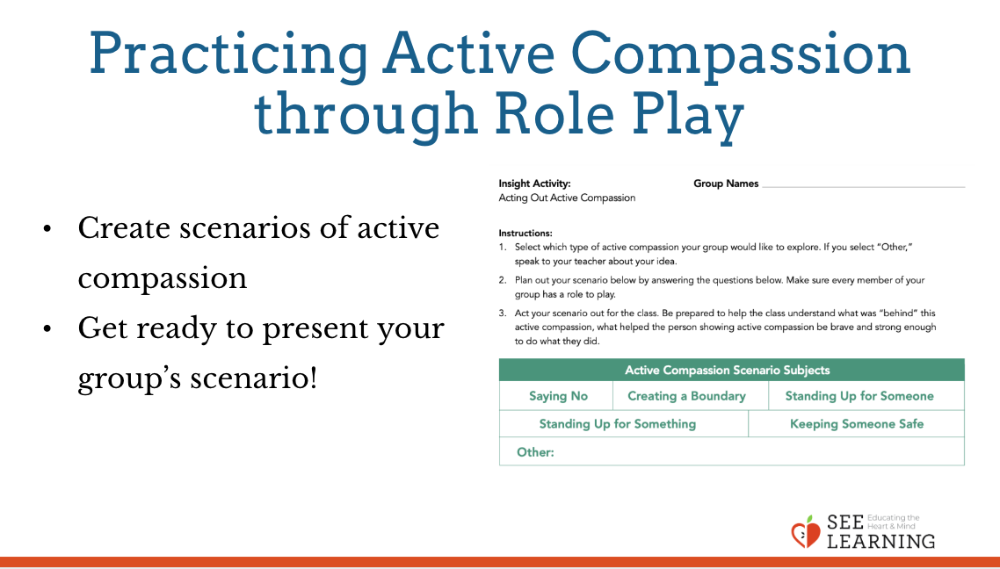 Practicing Active Compassion
through Role Play
• Create scenarios of active
compassion
• Get ready to present your
group’s scenario!
Insight Activity:
Acting Out Active Compassion
Group Names
Instructions:
1. Select which type of active compassion your group would like to explore. If you select “Other,”
speak to your teacher about your idea.
2. Plan out your scenario below by answering the questions below. Make sure every member of your
group has a role to play.
3. Act your scenario out for the class. Be prepared to help the class understand what was “behind” this
active compassion, what helped the person showing active compassion be brave and strong enough
to do what they did.
Active Compassion Scenario Subjects
Saying No Creating a Boundary Standing Up for Someone
Standing Up for Something Keeping Someone Safe
Other:
SEE Educating the
Heart & Mind
LEARNING